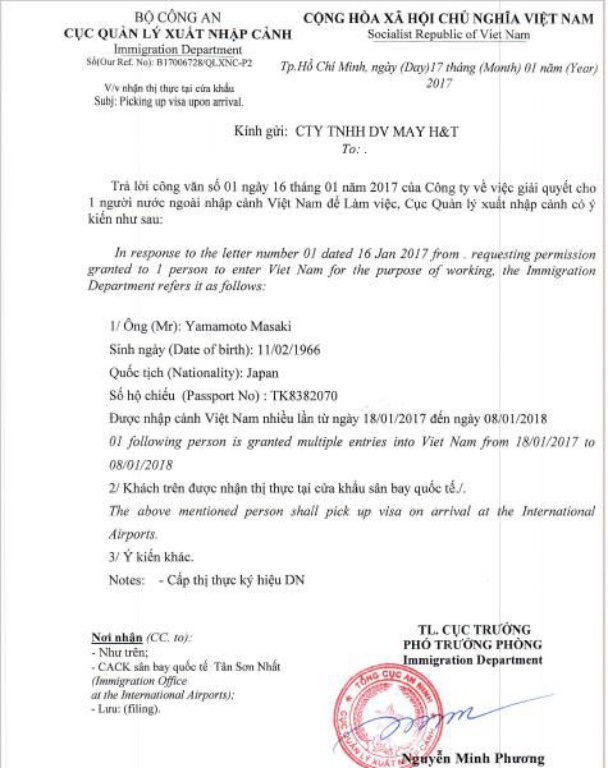 BỘ CÔNG AN
CỤC QUẢN LÝ XUẤT NHẬP CẢNH
Immigration Department
Số(Our Ref. No): B17006728/QLXNC-P2
V/v nhận thị thực tại cửa khẩu
Subj: Picking up visa upon arrival.
CỘNG HÒA XÃ HỘI CHỦ NGHĨA VIỆT NAM
Socialist Republic of Viet Nam
Tp.Hồ Chí Minh, ngày (Day)17 tháng (Month) 01 năm (Year)
2017
Kính gửi: CTY TNHH DV MAY H&T
To: .
Trả lời công văn số 01 ngày 16 tháng 01 năm 2017 của Công ty về việc giải quyết cho
1 người nước ngoài nhập cảnh Việt Nam để Làm việc, Cục Quản lý xuất nhập cảnh có ý
kiến như sau:
In response to the letter number 01 dated 16 Jan 2017 from . requesting permission
granted to 1 person to enter Viet Nam for the purpose of working, the Immigration
Department refers it as follows:
1/ Ông (Mr): Yamamoto Masaki
Sinh ngày (Date of birth): 11/02/1966
Quốc tịch (Nationality): Japan
Số hộ chiếu (Passport No) : TK8382070
Được nhập cảnh Việt Nam nhiều lần từ ngày 18/01/2017 đến ngày 08/01/2018
01 following person is granted multiple entries into Viet Nam from 18/01/2017 to
08/01/2018
2/ Khách trên được nhận thị thực tại cửa khẩu sân bay quốc tế./.
The above mentioned person shall pick up visa on arrival at the International
Airports.
3/ Ý kiến khác.
Notes: - Cấp thị thực ký hiệu DN
Nơi nhận (CC. to):
- Như trên;
- CACK sân bay quốc tế Tân Sơn Nhất
(Immigration Office
at the International Airports);
- Lưu: (filing).
TL. CỤC TRƯỞNG
PHÓ TRƯỞNG PHÒNG
Immigration Department
TỔNG CỤC AN NINH
CỤC QUẢN LÝ XUẤT NHẬP CẢNH
Nguyễn Minh Phương